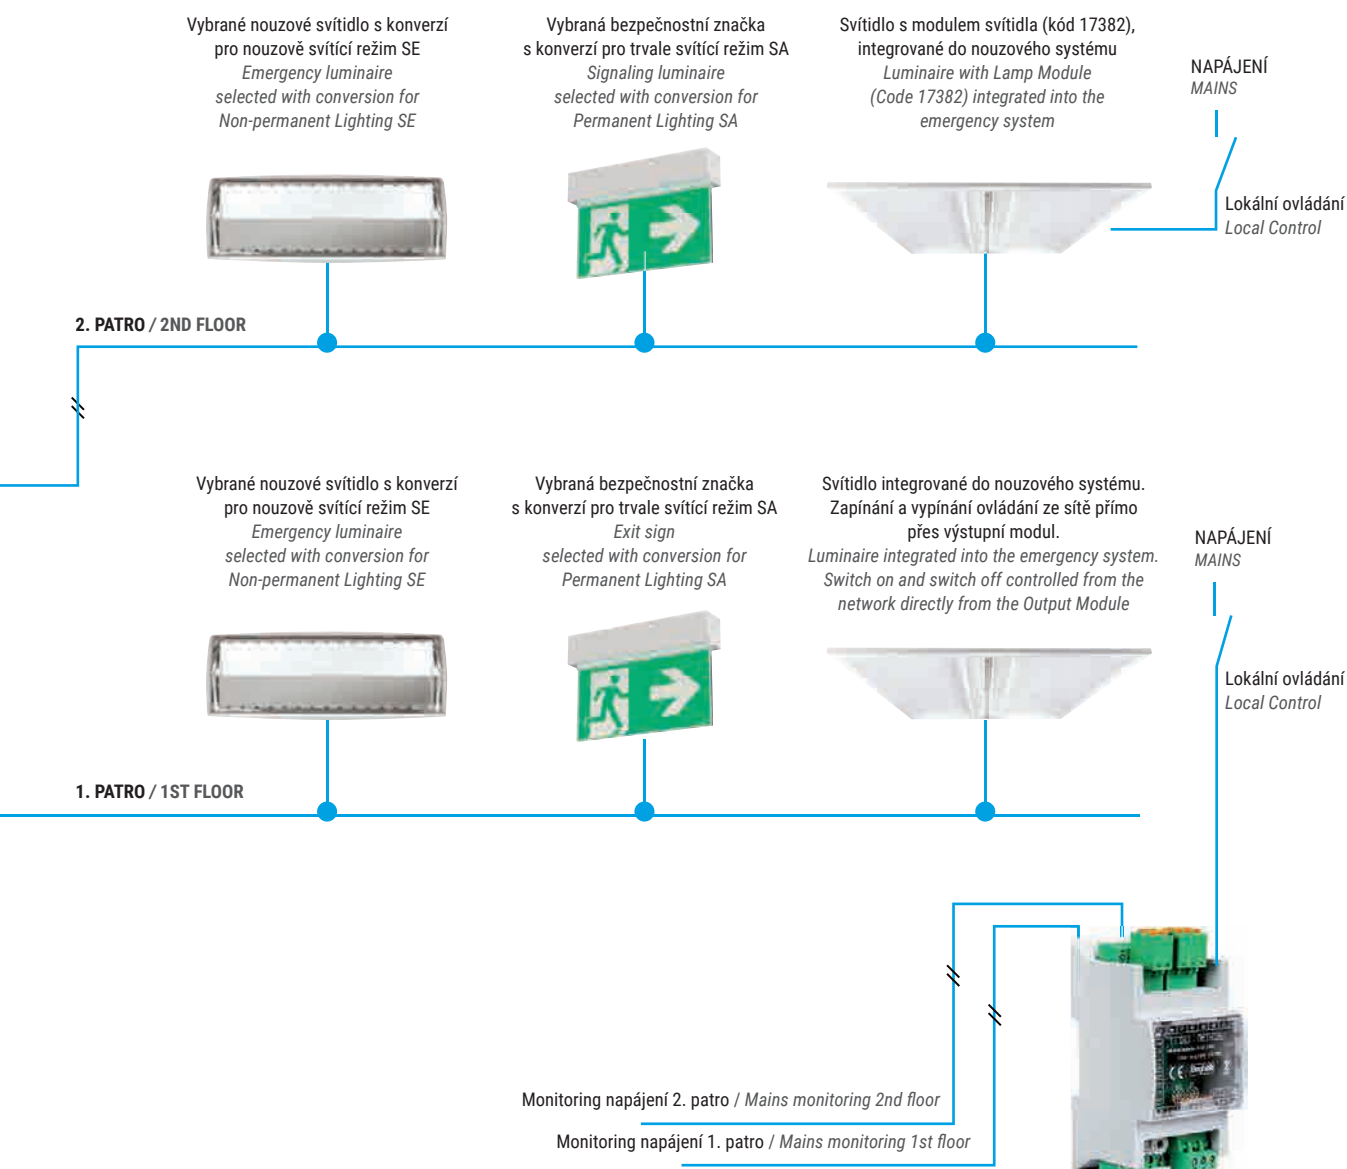 Vybrané nouzové svítidlo s konverzí
pro nouzově svítící režim SE
Emergency luminaire
selected with conversion for
Non-permanent Lighting SE
Vybraná bezpečnostní značka
s konverzí pro trvale svítící režim SA
Signaling luminaire
selected with conversion for
Permanent Lighting SA
Svítidlo s modulem svítidla (kód 17382),
integrované do nouzového systému
Luminaire with Lamp Module
(Code 17382) integrated into the
emergency system
NAPÁJENÍ
MAINS
Lokální ovládání
Local Control
2. PATRO / 2ND FLOOR
Vybrané nouzové svítidlo s konverzí
pro nouzově svítící režim SE
Emergency luminaire
selected with conversion for
Non-permanent Lighting SE
Vybraná bezpečnostní značka
s konverzí pro trvale svítící režim SA
Exit sign
selected with conversion for
Permanent Lighting SA
Svítidlo integrované do nouzového systému.
Zapínání a vypínání ovládání ze sítě přímo
přes výstupní modul.
Luminaire integrated into the emergency system.
Switch on and switch off controlled from the
network directly from the Output Module
NAPÁJENÍ
MAINS
Lokální ovládání
Local Control
1. PATRO / 1ST FLOOR
Monitoring napájení 2. patro / Mains monitoring 2nd floor
Monitoring napájení 1. patro / Mains monitoring 1st floor
CE